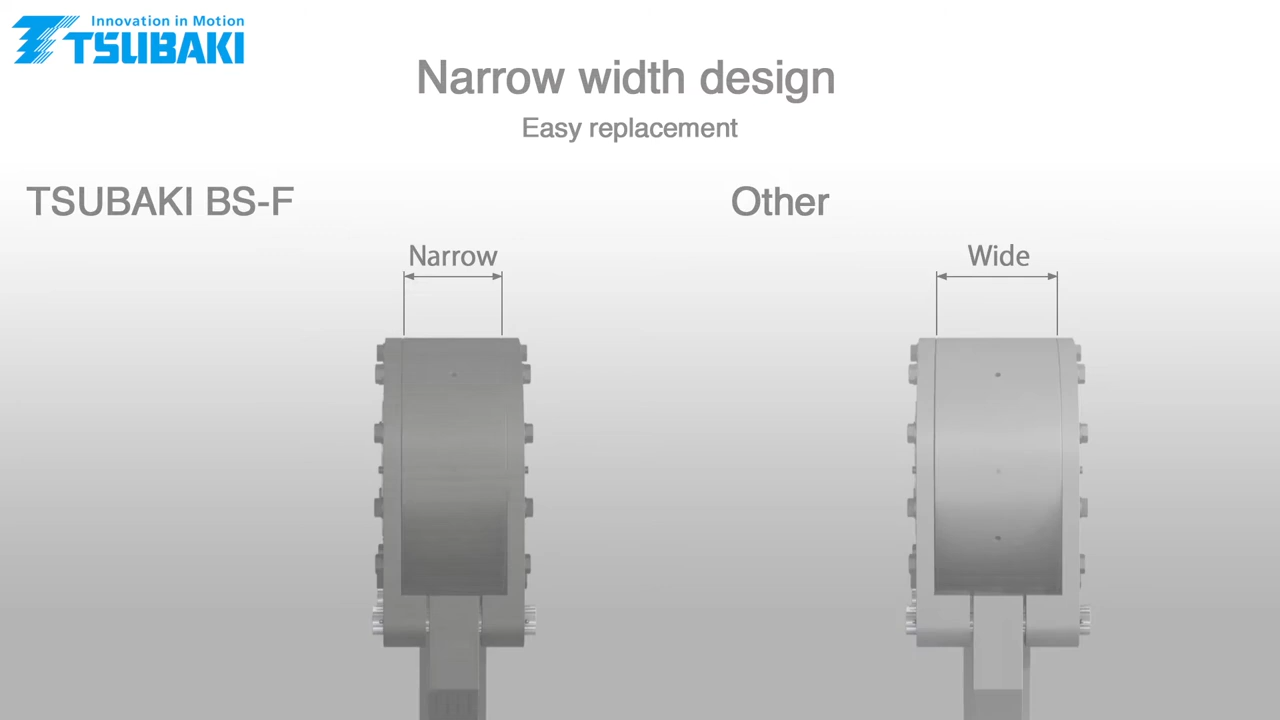 Innovation in Motion
TSUBAKI
Narrow width design
Easy replacement
TSUBAKI BS-F
Other
Narrow
Wide